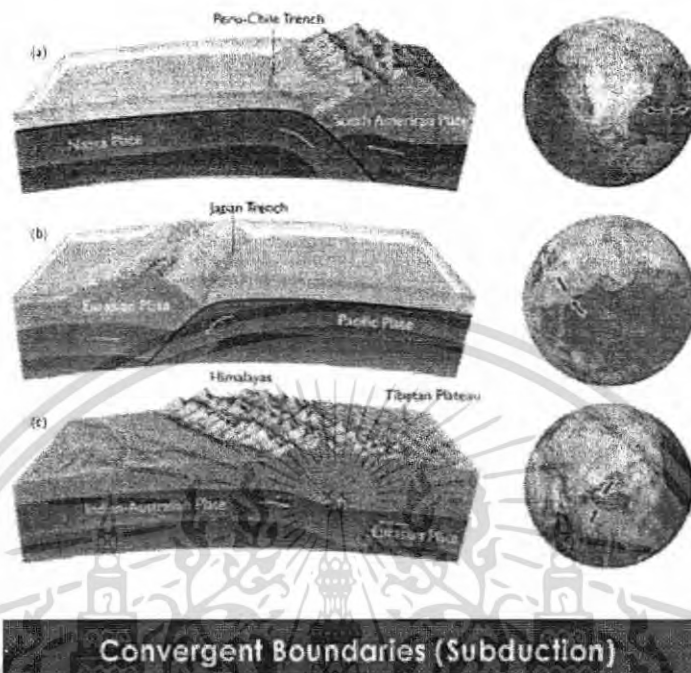 Peru-Chile Trench
(a)
South American Plate
Nazca Plate
Japan Trench
(b)
Eurasian Plate
Pacific Plate
Himalayas
Tibetan Plateau
(c)
Indian-Australian Plate
Eurasian Plate
Convergent Boundaries (Subduction)